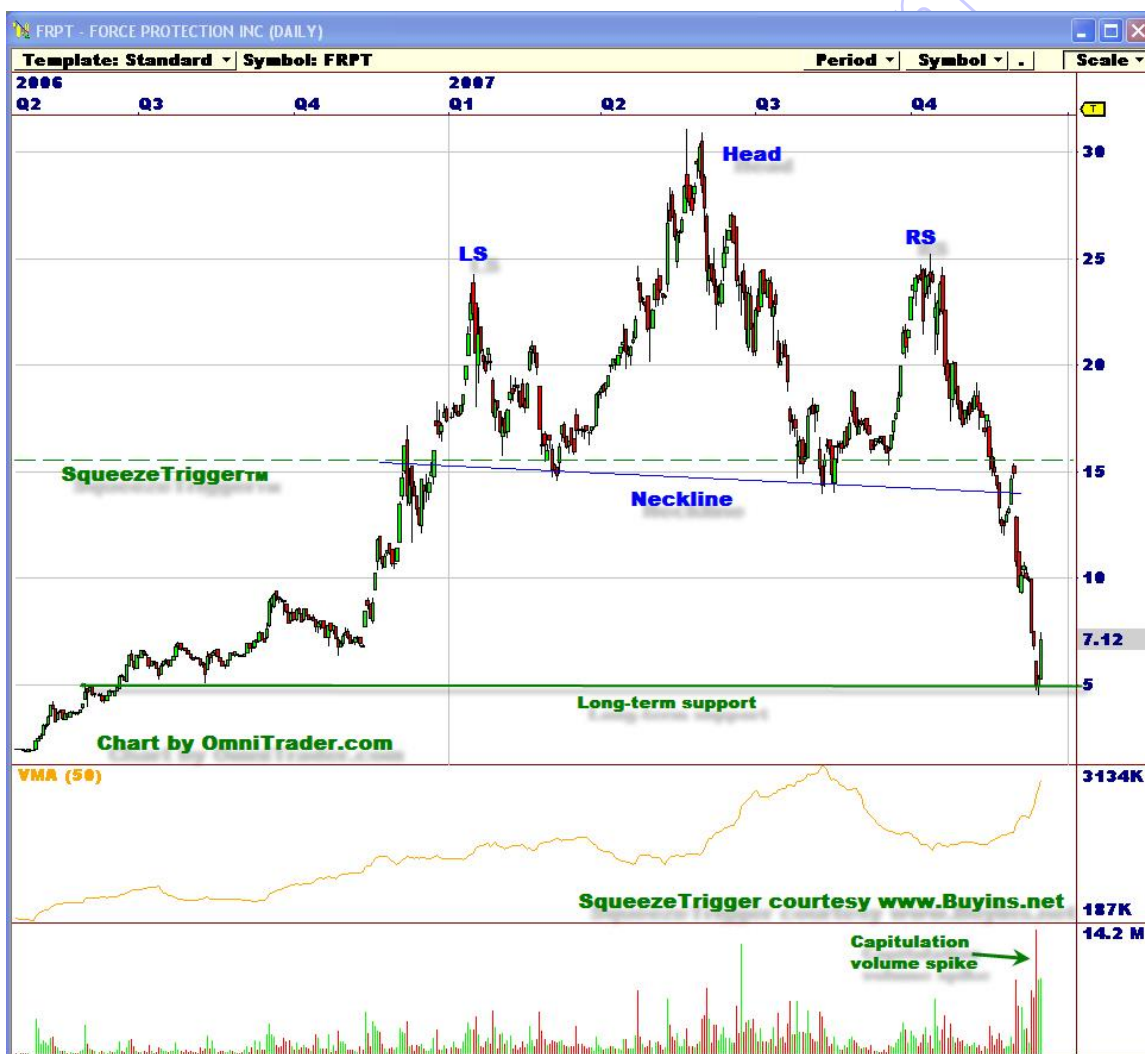 FRPT - FORCE PROTECTION INC (DAILY)
Template: Standard Symbol: FRPT Period Symbol . Scale
2006 2007
Q2 Q3 Q4 Q1 Q2 Q3 Q4
T
30
Head
RS
LS
25
20
SqueezeTrigger™
15
Neckline
10
7.12
5
Long-term support
Chart by OmniTrader.com
VMA (50)
3134K
SqueezeTrigger courtesy www.Buyins.net
187K
14.2 M
Capitulation
volume spike